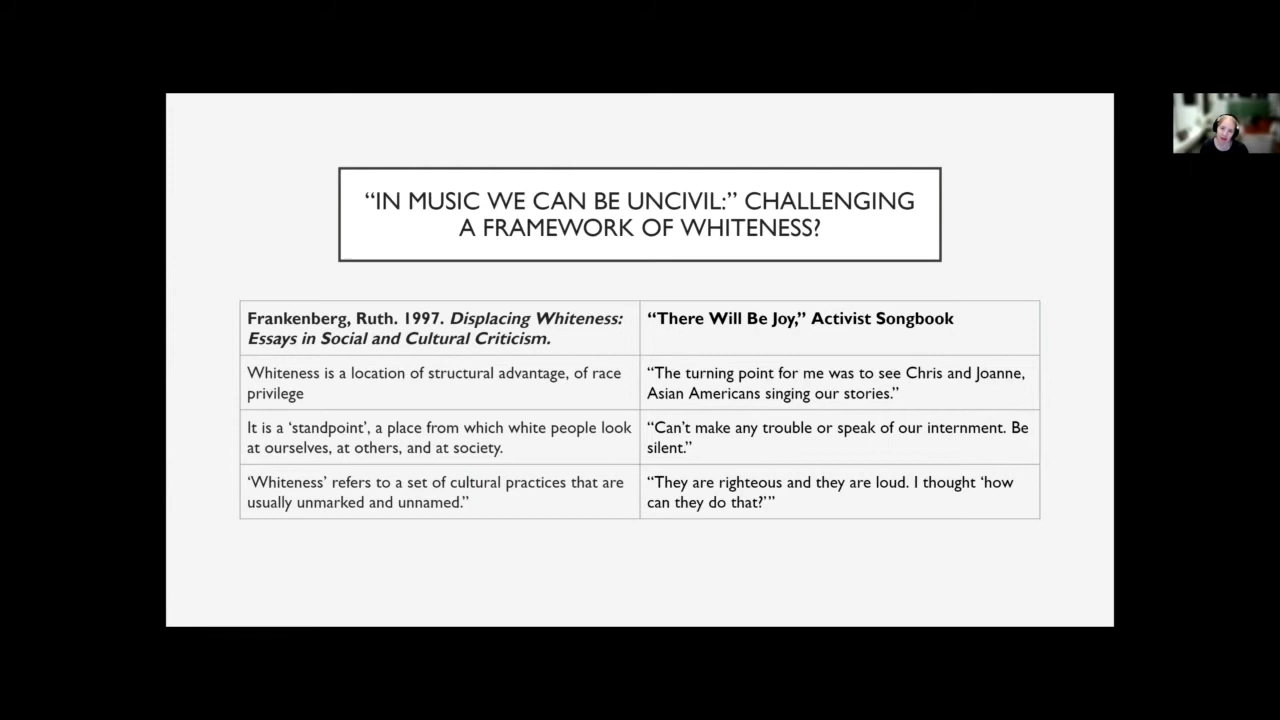 “IN MUSIC WE CAN BE UNCIVIL:” CHALLENGING
A FRAMEWORK OF WHITENESS?
Frankenberg, Ruth. 1997. Displacing Whiteness:
Essays in Social and Cultural Criticism.
“There Will Be Joy,” Activist Songbook
Whiteness is a location of structural advantage, of race
privilege
“The turning point for me was to see Chris and Joanne,
Asian Americans singing our stories.”
It is a ‘standpoint’, a place from which white people look
at ourselves, at others, and at society.
“Can’t make any trouble or speak of our internment. Be
silent.”
‘Whiteness’ refers to a set of cultural practices that are
usually unmarked and unnamed.”
“They are righteous and they are loud. I thought ‘how
can they do that?’”